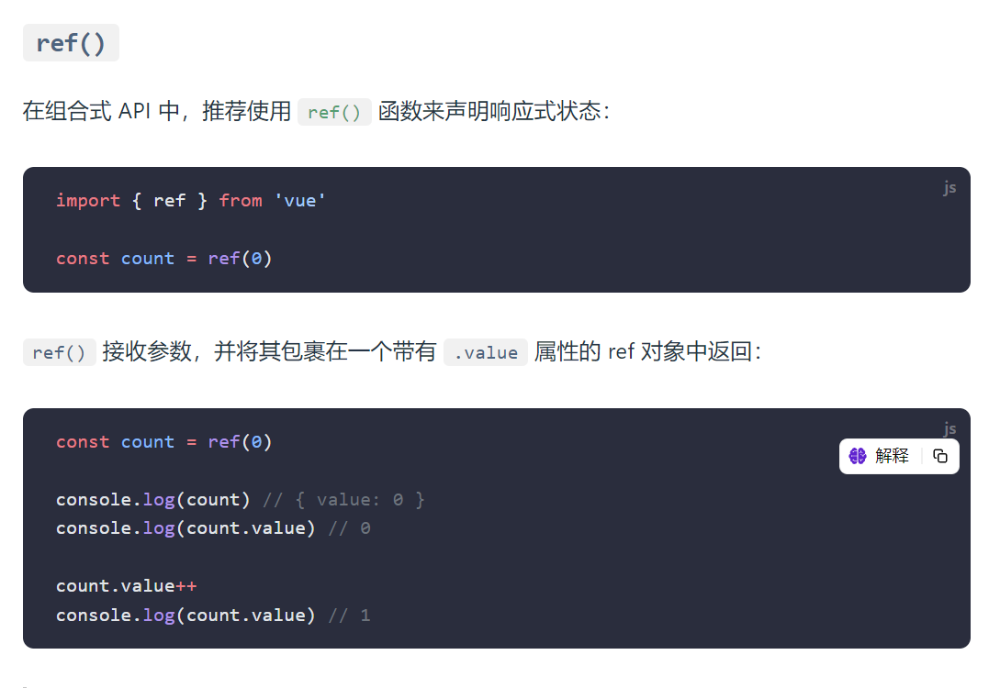 ref()
在组合式 API 中，推荐使用 ref() 函数来声明响应式状态：
js
import { ref } from 'vue'
const count = ref(0)
ref() 接收参数，并将其包裹在一个带有 .value 属性的 ref 对象中返回：
js
const count = ref(0)
解释
console.log(count) // { value: 0 }
console.log(count.value) // 0
count.value++
console.log(count.value) // 1